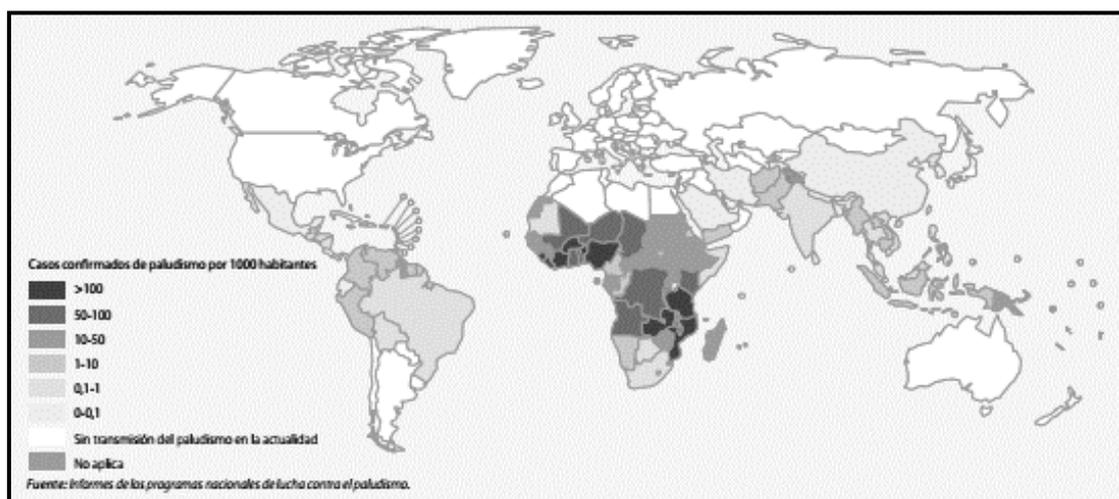 Casos confirmados de paludismo por 1000 habitantes
>100
50-100
10-50
1-10
0,1-1
0-0,1
Sin transmisión del paludismo en la actualidad
No aplica
Fuente: Informes de los programas nacionales de lucha contra el paludismo.